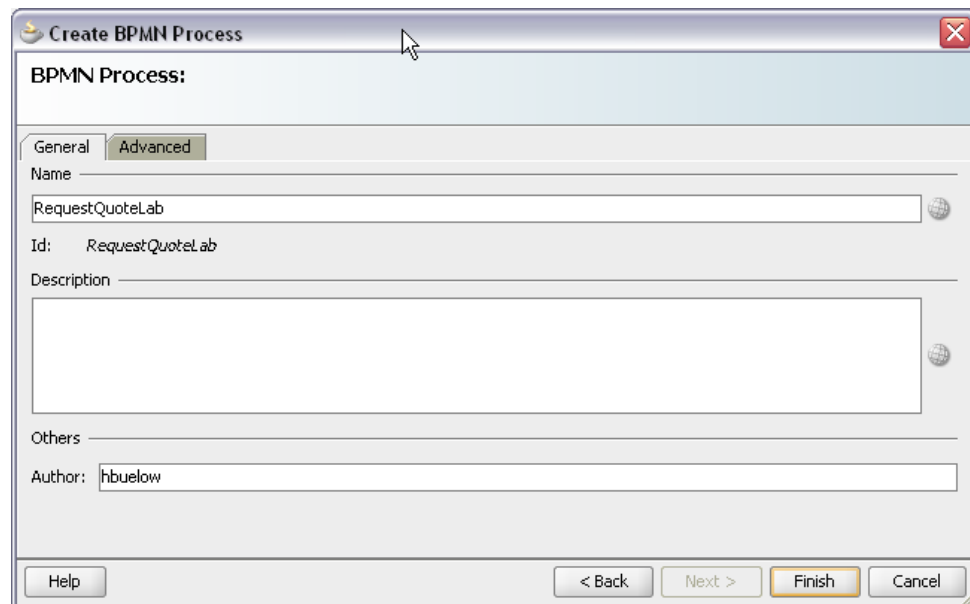 Create BPMN Process
BPMN Process:
General Advanced
Name
RequestQuoteLab
Id: RequestQuoteLab
Description
Others
Author: hbuelow
Help < Back Next > Finish Cancel